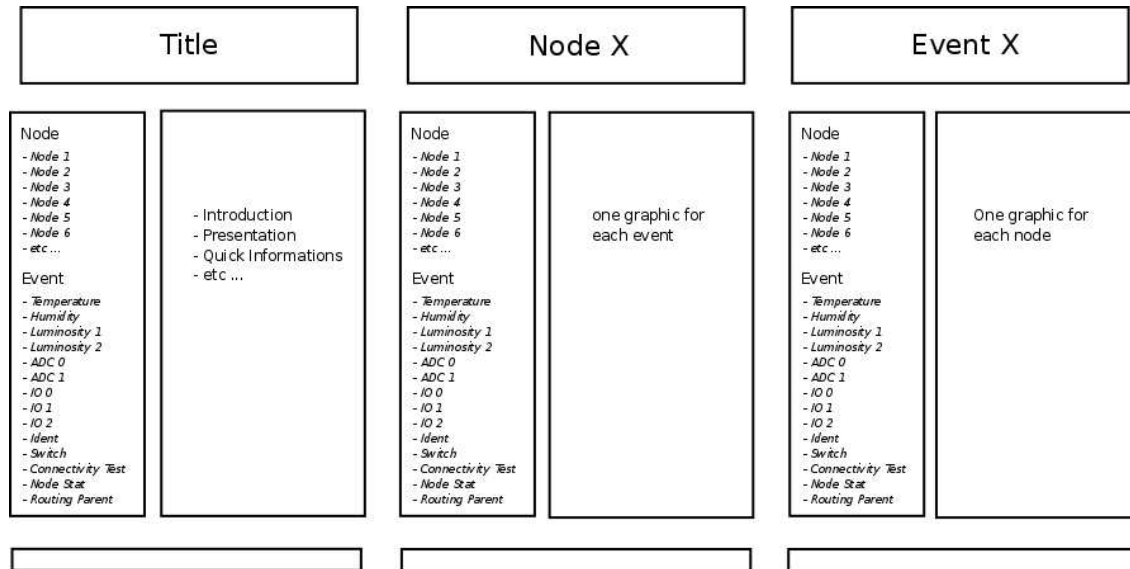 Title
Node
- Node 1
- Node 2
- Node 3
- Node 4
- Node 5
- Node 6
- etc ...
Event
- Temperature
- Humidity
- Luminosity 1
- Luminosity 2
- ADC 0
- ADC 1
- IO 0
- IO 1
- IO 2
- Ident
- Switch
- Connectivity Test
- Node Stat
- Routing Parent
- Introduction
- Presentation
- Quick Informations
- etc ...
Node X
Node
- Node 1
- Node 2
- Node 3
- Node 4
- Node 5
- Node 6
- etc ...
Event
- Temperature
- Humidity
- Luminosity 1
- Luminosity 2
- ADC 0
- ADC 1
- IO 0
- IO 1
- IO 2
- Ident
- Switch
- Connectivity Test
- Node Stat
- Routing Parent
one graphic for
each event
Event X
Node
- Node 1
- Node 2
- Node 3
- Node 4
- Node 5
- Node 6
- etc ...
Event
- Temperature
- Humidity
- Luminosity 1
- Luminosity 2
- ADC 0
- ADC 1
- IO 0
- IO 1
- IO 2
- Ident
- Switch
- Connectivity Test
- Node Stat
- Routing Parent
One graphic for
each node